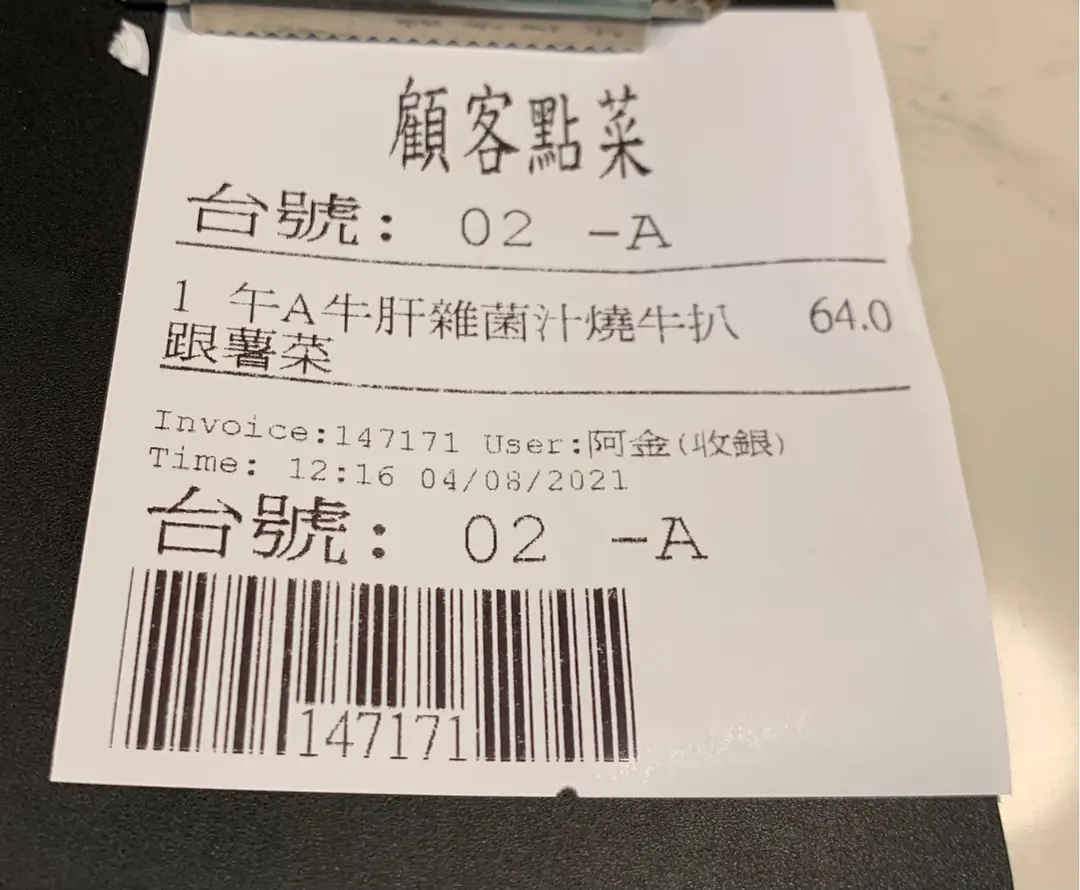 顧客點菜
台號: 02 -A
1 午A牛肝雜菌汁燒牛扒 64.0
跟薯菜
Invoice:147171 User:阿金(收銀)
Time: 12:16 04/08/2021
台號: 02 -A
147171